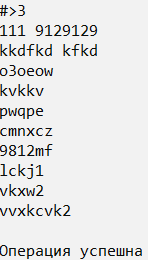 #>3
111 9129129
kkdfkd kfkd
o3oeow
kvkkv
pwqpe
cmnxcz
9812mf
lckj1
vkxw2
vvxkcvk2
Операция успешна